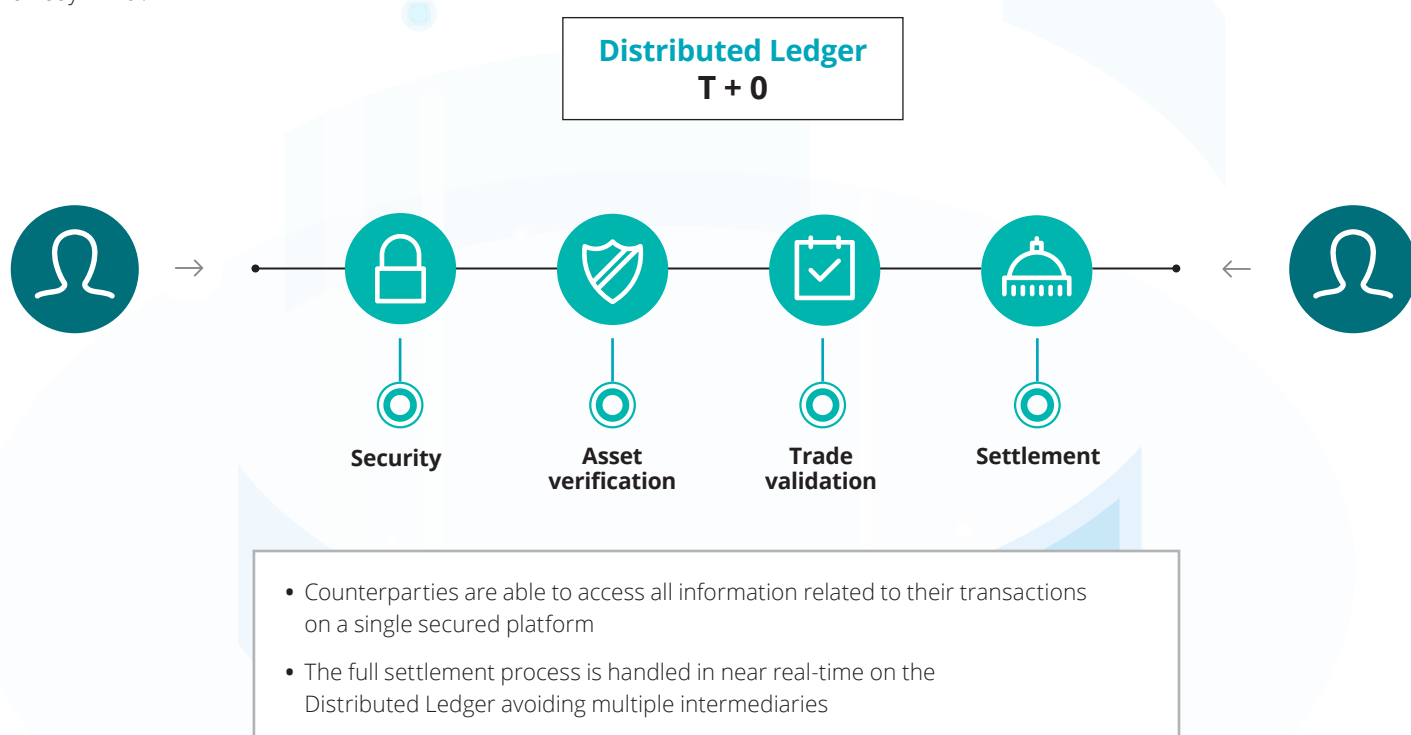 Distributed Ledger
T + 0
Security
Asset
verification
Trade
validation
Settlement
• Counterparties are able to access all information related to their transactions
on a single secured platform
• The full settlement process is handled in near real-time on the
Distributed Ledger avoiding multiple intermediaries